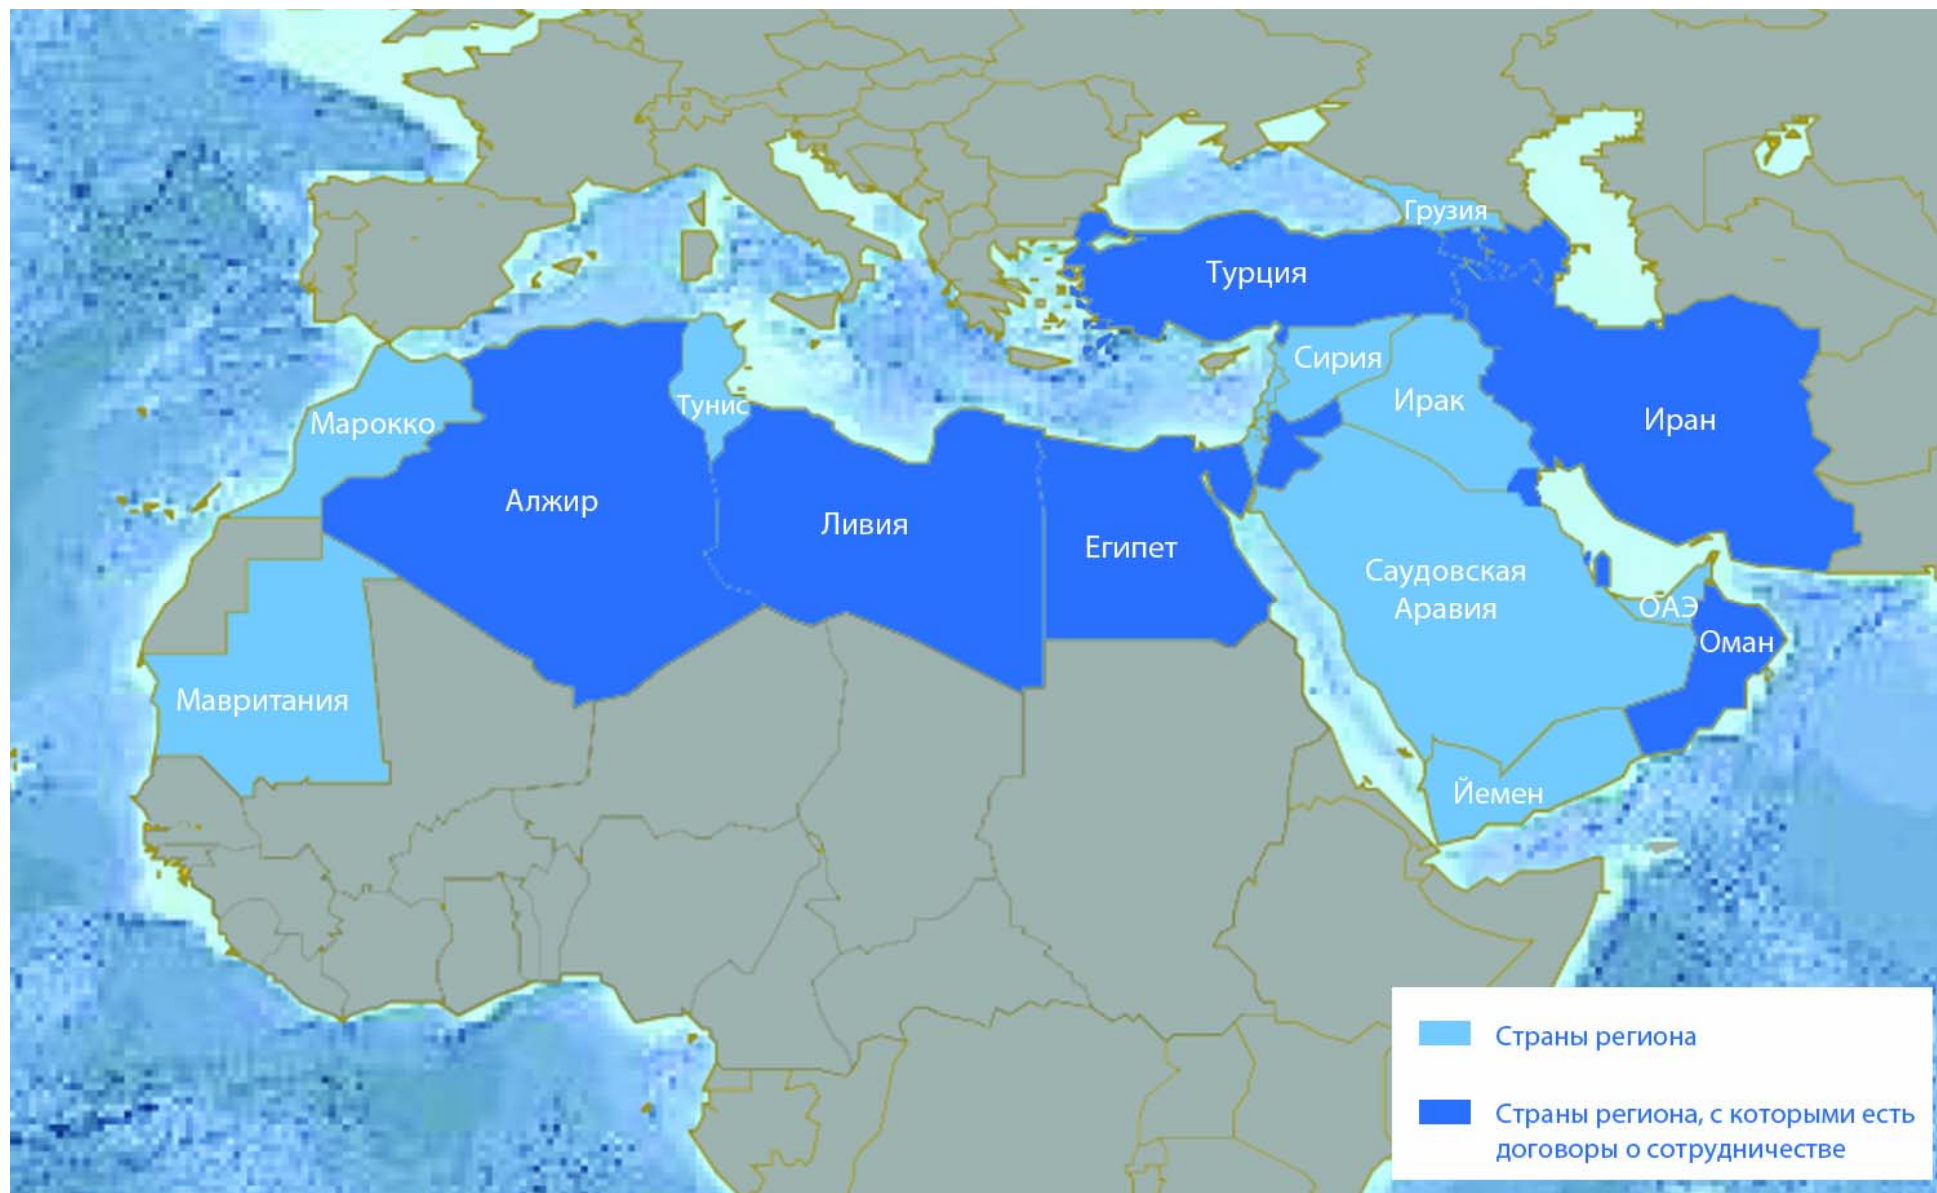 Грузия
Турция
Сирия
Ирак
Иран
Марокко
Тунис
Алжир
Ливия
Египет
Саудовская
Аравия
ОАЭ
Оман
Мавритания
Йемен
Страны региона
Страны региона, с которыми есть
договоры о сотрудничестве